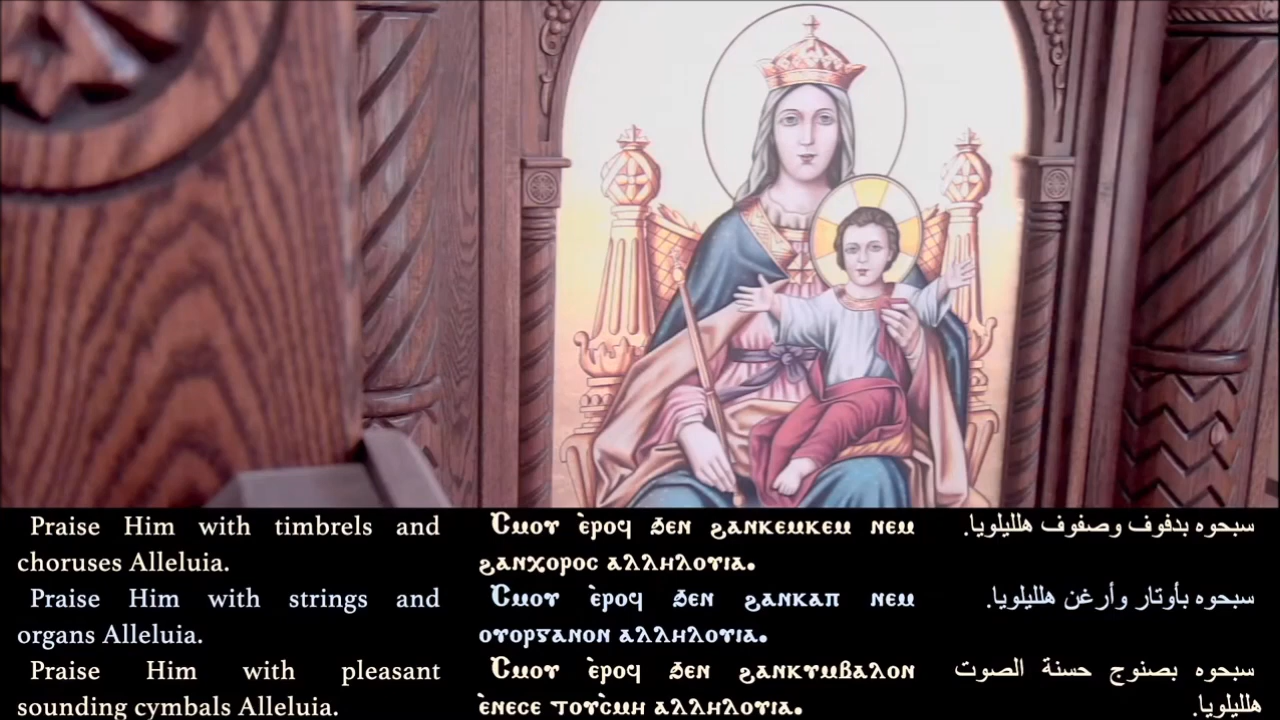 Praise Him with timbrels and
choruses Alleluia.
Praise Him with strings and
organs Alleluia.
Praise Him with pleasant
sounding cymbals Alleluia.
Ⲥⲙⲟⲩ ⲉ̀ⲣⲟϥ ϧⲉⲛ ϩⲁⲛⲕⲉⲙⲕⲉⲙ ⲛⲉⲙ
ϩⲁⲛⲭⲟⲣⲟⲥ ⲁⲗⲗⲏⲗⲟⲩⲓⲁ.
Ⲥⲙⲟⲩ ⲉ̀ⲣⲟϥ ϧⲉⲛ ϩⲁⲛⲕⲁⲡ ⲛⲉⲙ
ⲟⲩⲟⲣⲅⲁⲛⲟⲛ ⲁⲗⲗⲏⲗⲟⲩⲓⲁ.
Ⲥⲙⲟⲩ ⲉ̀ⲣⲟϥ ϧⲉⲛ ϩⲁⲛⲕⲩⲙⲃⲁⲗⲟⲛ
ⲉ̀ⲛⲉⲥⲉ ⲧⲟⲩⲥ̀ⲙⲏ ⲁⲗⲗⲏⲗⲟⲩⲓⲁ.
سبحوه بدفوف وصفوف هلليلويا.
سبحوه بأوتار وأرغن هلليلويا.
سبحوه بصنوج حسنة الصوت
هلليلويا.